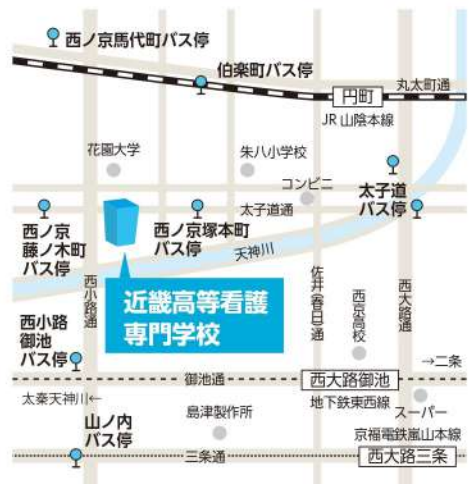 西ノ京馬代町バス停
伯楽町バス停
丸太町通
円町
JR山陰本線
花園大学
朱八小学校
コンビニ
太子道
バス停
太子道通
西ノ京
藤ノ木町
バス停
西ノ京塚本町
バス停
天神川
近畿高等看護
専門学校
西小路通
佐井(春日)通
西京高校
西大路通
西小路
御池
バス停
→二条
御池通
西大路御池
太秦天神川←
地下鉄東西線
スーパー
山ノ内
バス停
島津製作所
京福電鉄嵐山本線
三条通
西大路三条